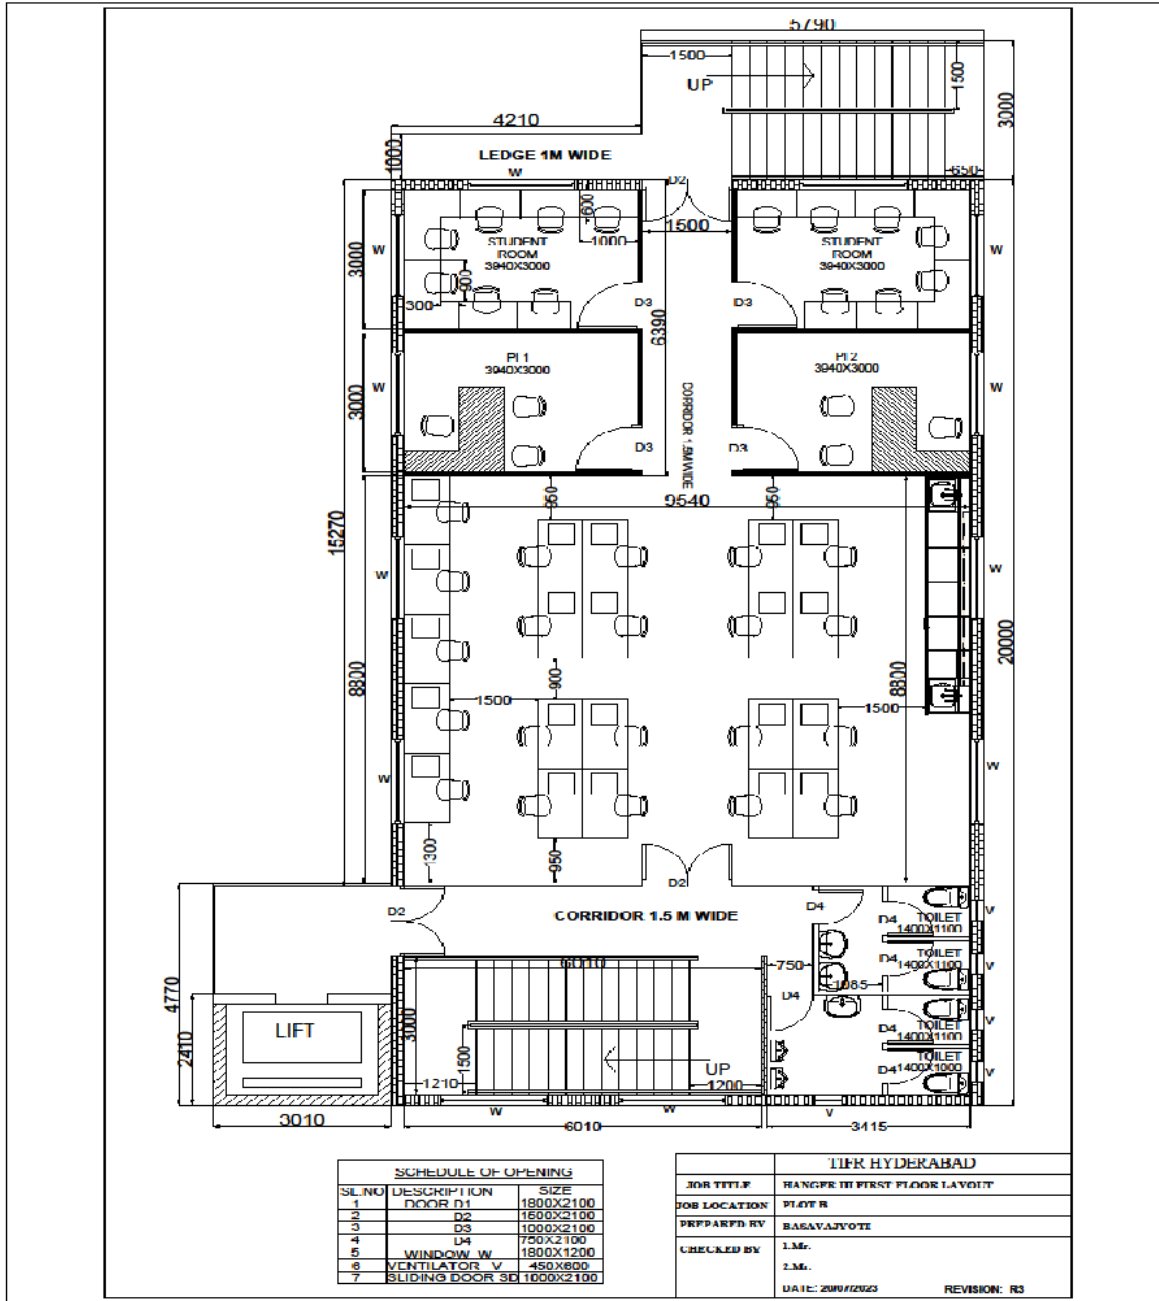 5790
1500
UP
1500
3000
4210
1000
LEDGE 1M WIDE
W
650
D2
600
1500
1000
STUDENT
ROOM
3940X3000
STUDENT
ROOM
3940X3000
W
W
3000
900
300
D3
D3
6390
PI 1
3940X3000
PI 2
3940X3000
W
W
3000
CORRIDOR 1.5M WIDE
D3
D3
950
9540
950
15270
W
W
20000
8800
900
8800
1500
1500
W
W
1300
950
D2
D2
CORRIDOR 1.5 M WIDE
D4
D4
TOILET
1400X1100
V
D4
TOILET
1400X1100
V
6010
750
1085
D4
4770
2410
LIFT
3000
1500
UP
1210
1200
D4
TOILET
1400X1100
V
D4
TOILET
1400X1000
V
W
W
V
3010
6010
3415
SCHEDULE OF OPENING
SL.NO DESCRIPTION SIZE
1 DOOR D1 1800X2100
2 D2 1500X2100
3 D3 1000X2100
4 D4 750X2100
5 WINDOW W 1800X1200
6 VENTILATOR V 450X600
7 SLIDING DOOR SD 1000X2100
TIFR HYDERABAD
JOB TITLE HANGER III FIRST FLOOR LAYOUT
JOB LOCATION PLOT B
PREPARED BY BASAVAJYOTI
CHECKED BY 1.Mr.
2.Mr.
DATE: 20/07/2023 REVISION: R3